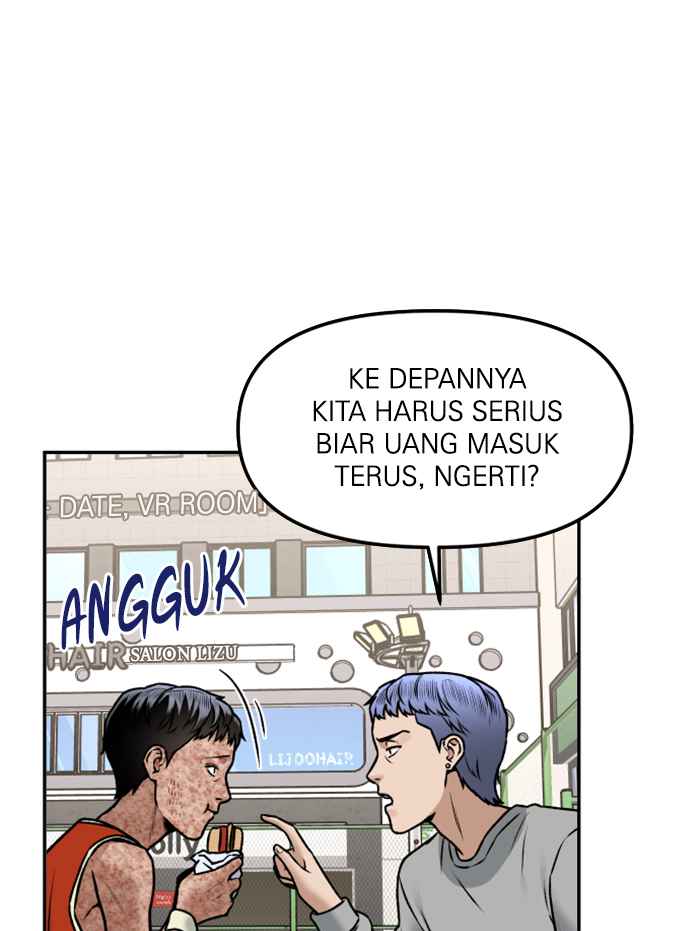 KE DEPANNYA
KITA HARUS SERIUS
BIAR UANG MASUK
TERUS, NGERTI?
DATE, VR ROOM]
ANGGUK
HAIR SALON LIZU
LIJOOHAIR